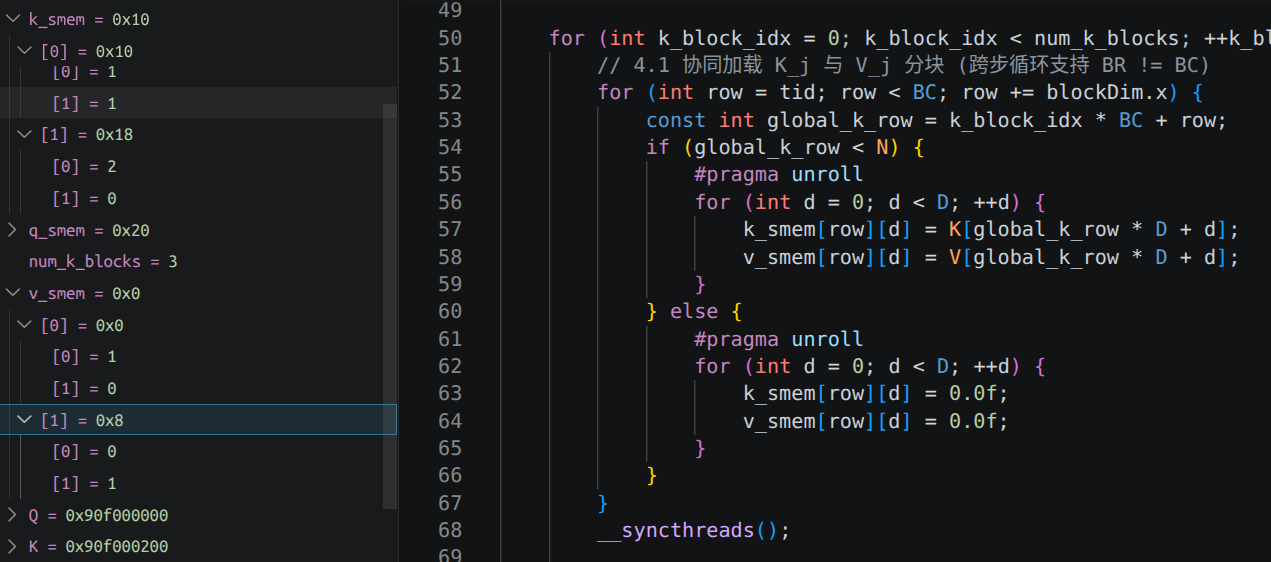 k_smem = 0x10
[0] = 0x10
[0] = 1
[1] = 1
[1] = 0x18
[0] = 2
[1] = 0
q_smem = 0x20
num_k_blocks = 3
v_smem = 0x0
[0] = 0x0
[0] = 1
[1] = 0
[1] = 0x8
[0] = 0
[1] = 1
Q = 0x90f000000
K = 0x90f000200
49
50 for (int k_block_idx = 0; k_block_idx < num_k_blocks; ++k_bl
51 // 4.1 协同加载 K_j 与 V_j 分块 (跨步循环支持 BR != BC)
52 for (int row = tid; row < BC; row += blockDim.x) {
53 const int global_k_row = k_block_idx * BC + row;
54 if (global_k_row < N) {
55 #pragma unroll
56 for (int d = 0; d < D; ++d) {
57 k_smem[row][d] = K[global_k_row * D + d];
58 v_smem[row][d] = V[global_k_row * D + d];
59 }
60 } else {
61 #pragma unroll
62 for (int d = 0; d < D; ++d) {
63 k_smem[row][d] = 0.0f;
64 v_smem[row][d] = 0.0f;
65 }
66 }
67 }
68 __syncthreads();
69